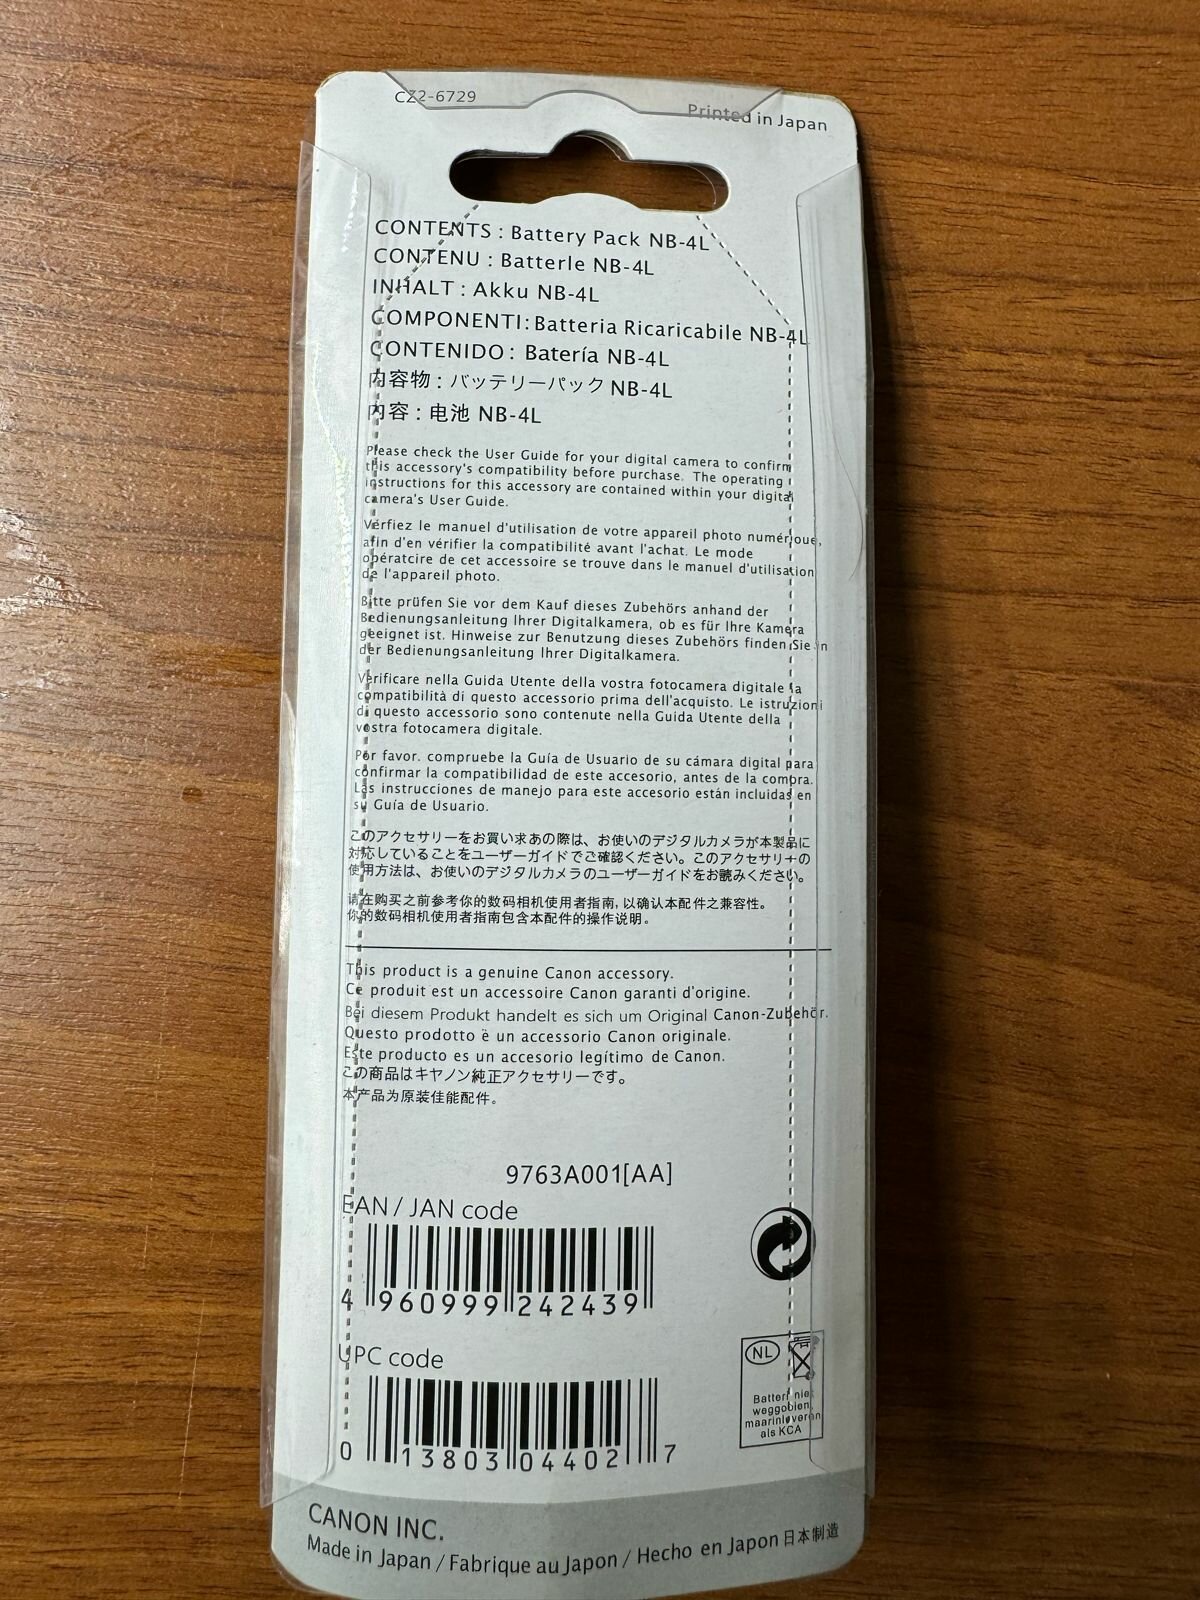 CZ2-6729
Printed in Japan
CONTENTS : Battery Pack NB-4L
CONTENU : Batterle NB-4L
INHALT : Akku NB-4L
COMPONENTI: Batteria Ricaricabile NB-4L
CONTENIDO : Batería NB-4L
内容物 : バッテリーパック NB-4L
内容 : 电池 NB-4L
Please check the User Guide for your digital camera to confirm
this accessory's compatibility before purchase. The operating
instructions for this accessory are contained within your digital
camera's User Guide.
Vérfiez le manuel d'utilisation de votre appareil photo numérioue,
afin d'en vérifier la compatibilité avant l'achat. Le mode
opératcire de cet accessoire se trouve dans le manuel d'utilisation
de l'appareil photo.
Bitte prüfen Sie vor dem Kauf dieses Zubehörs anhand der
Bedienungsanleitung lhrer Digitalkamera, ob es für lhre Kamera
geeignet ist. Hinweise zur Benutzung dieses Zubehörs finden Sie in
der Bedienungsanleitung lhrer Digitalkamera.
Verificare nella Guida Utente della vostra fotocamera digitale la
compatibilità di questo accessorio prima dell'acquisto. Le istruzioni
di questo accessorio sono contenute nella Guida Utente della
vostra fotocamera digitale.
Por favor. compruebe la Guía de Usuario de su cámara digital para
confirmar la compatibilidad de este accesorio, antes de la compra.
Las instrucciones de manejo para este accesorio están incluidas en
su Guía de Usuario.
このアクセサリーをお買い求あの際は、お使いのデジタルカメラが本製品に
対応していることをユーザーガイドでご確認ください。このアクセサリーの
使用方法は、お使いのデジタルカメラのユーザーガイドをお読みください。
请在购买之前参考你的数码相机使用者指南,以确认本配件之兼容性。
你的数码相机使用者指南包含本配件的操作说明。
This product is a genuine Canon accessory.
Ce produit est un accessoire Canon garanti d'origine.
Bei diesem Produkt handelt es sich um Original Canon-Zubehör.
Questo prodotto è un accessorio Canon originale.
Este producto es un accesorio legítimo de Canon.
この商品はキヤノン純正アクセサリーです。
本产品为原装佳能配件。
9763A001[AA]
EAN / JAN code
4 960999 242439
UPC code
0 13803 04402 7
NL
Batterj niet
weggobien,
maarinleveren
als KCA
CANON INC.
Made in Japan / Fabrique au Japon / Hecho en Japon 日本制造